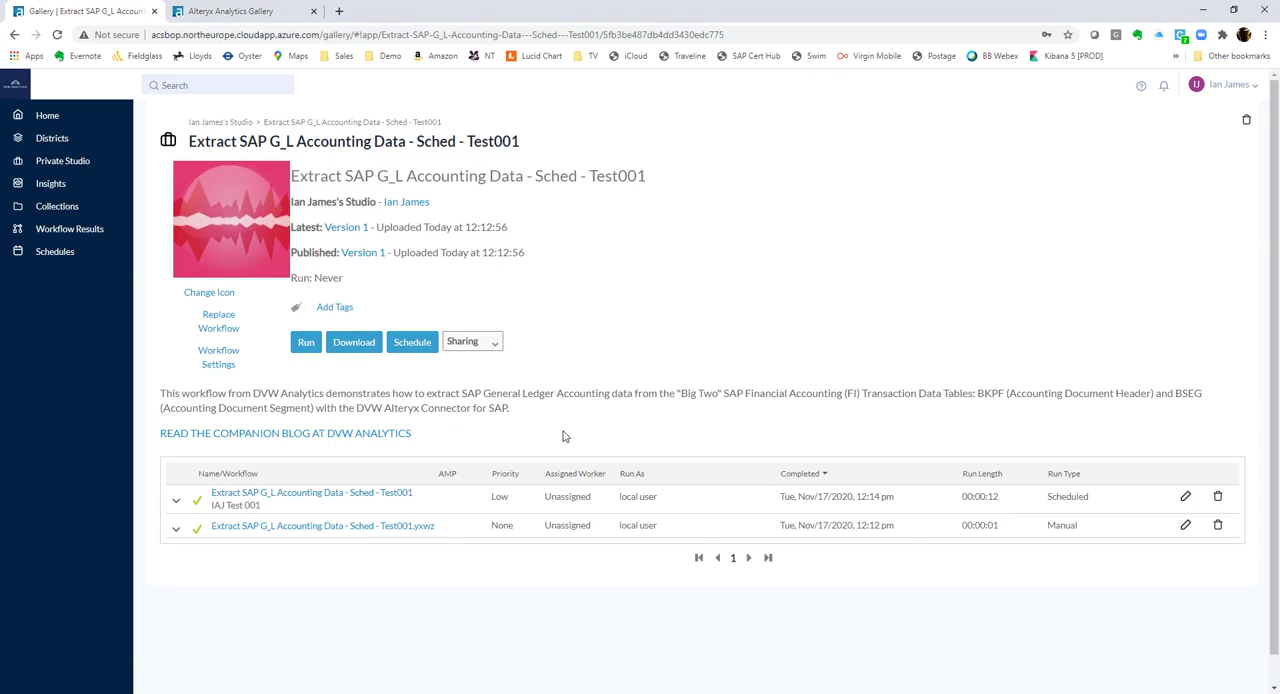 Gallery | Extract SAP G_L Accoun
Alteryx Analytics Gallery
Not secure
acsbop.northeurope.cloudapp.azure.com/gallery/#!app/Extract-SAP-G_L-Accounting-Data---Sched---Test001/5fb3be487db4dd3430edc775
Apps Evernote Fieldglass Lloyds Oyster Maps Sales Demo Amazon NT Lucid Chart TV iCloud Traveline SAP Cert Hub Swim Virgin Mobile Postage BB Webex Kibana 5 [PROD] » Other bookmarks
Search
IJ Ian James
Home
Districts
Private Studio
Insights
Collections
Workflow Results
Schedules
Ian James's Studio > Extract SAP G_L Accounting Data - Sched - Test001
Extract SAP G_L Accounting Data - Sched - Test001
Extract SAP G_L Accounting Data - Sched - Test001
Ian James's Studio - Ian James
Latest: Version 1 - Uploaded Today at 12:12:56
Published: Version 1 - Uploaded Today at 12:12:56
Run: Never
Change Icon
Add Tags
Replace
Workflow
Workflow
Settings
Run Download Schedule Sharing
This workflow from DVW Analytics demonstrates how to extract SAP General Ledger Accounting data from the "Big Two" SAP Financial Accounting (FI) Transaction Data Tables: BKPF (Accounting Document Header) and BSEG
(Accounting Document Segment) with the DVW Alteryx Connector for SAP.
READ THE COMPANION BLOG AT DVW ANALYTICS
Name/Workflow AMP Priority Assigned Worker Run As Completed Run Length Run Type
Extract SAP G_L Accounting Data - Sched - Test001 Low Unassigned local user Tue, Nov/17/2020, 12:14 pm 00:00:12 Scheduled
IAJ Test 001
Extract SAP G_L Accounting Data - Sched - Test001.yxwz None Unassigned local user Tue, Nov/17/2020, 12:12 pm 00:00:01 Manual
1